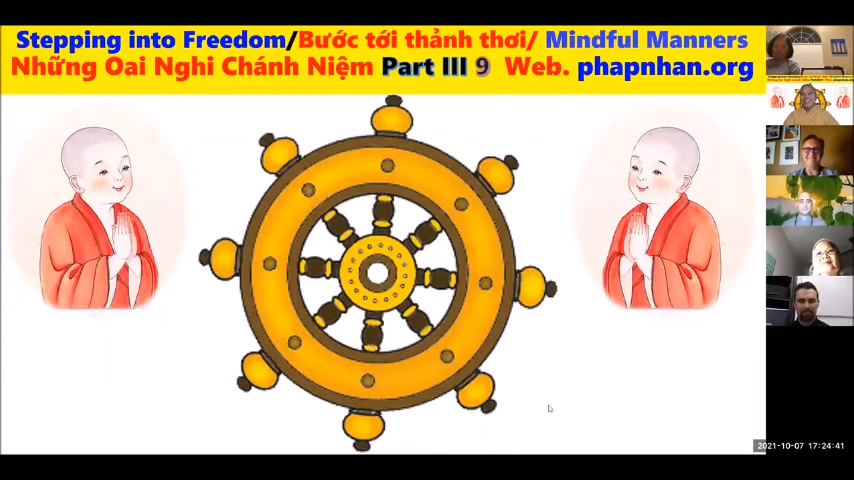 Stepping into Freedom/Bước tới thảnh thơi/ Mindful Manners
Những Oai Nghi Chánh Niệm Part III 9 Web. phapnhan.org
2021-10-07 17:24:41